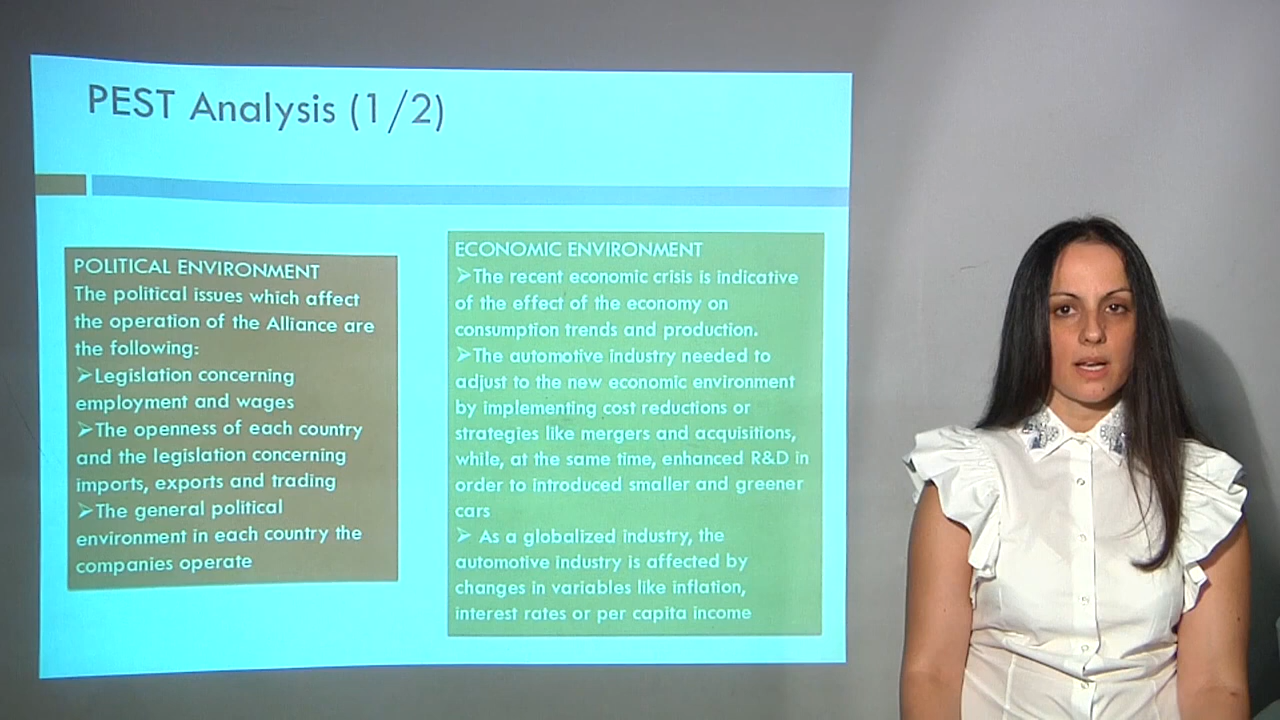 PEST Analysis (1/2)
POLITICAL ENVIRONMENT
The political issues which affect
the operation of the Alliance are
the following:
➢Legislation concerning
employment and wages
➢The openness of each country
and the legislation concerning
imports, exports and trading
➢The general political
environment in each country the
companies operate
ECONOMIC ENVIRONMENT
➢The recent economic crisis is indicative
of the effect of the economy on
consumption trends and production.
➢The automotive industry needed to
adjust to the new economic environment
by implementing cost reductions or
strategies like mergers and acquisitions,
while, at the same time, enhanced R&D in
order to introduced smaller and greener
cars
➢ As a globalized industry, the
automotive industry is affected by
changes in variables like inflation,
interest rates or per capita income